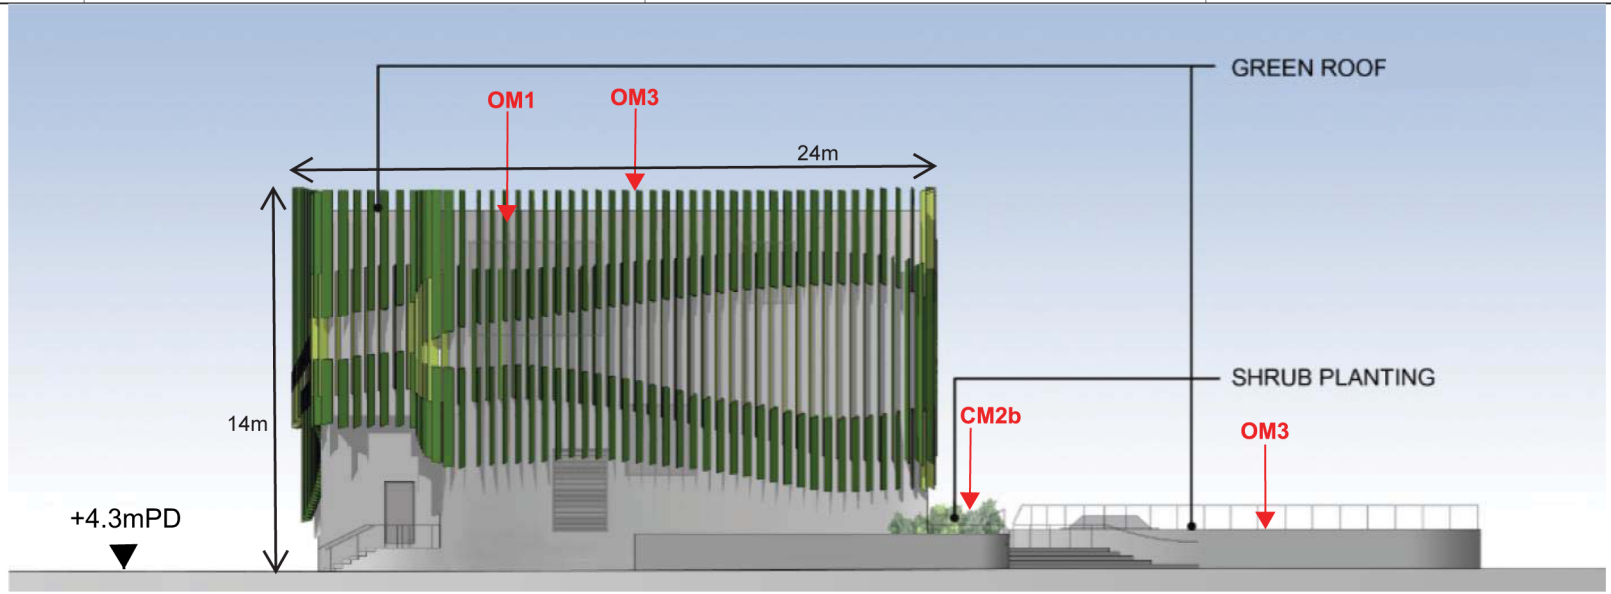 GREEN ROOF
OM1
OM3
24m
SHRUB PLANTING
14m
CM2b
OM3
+4.3mPD